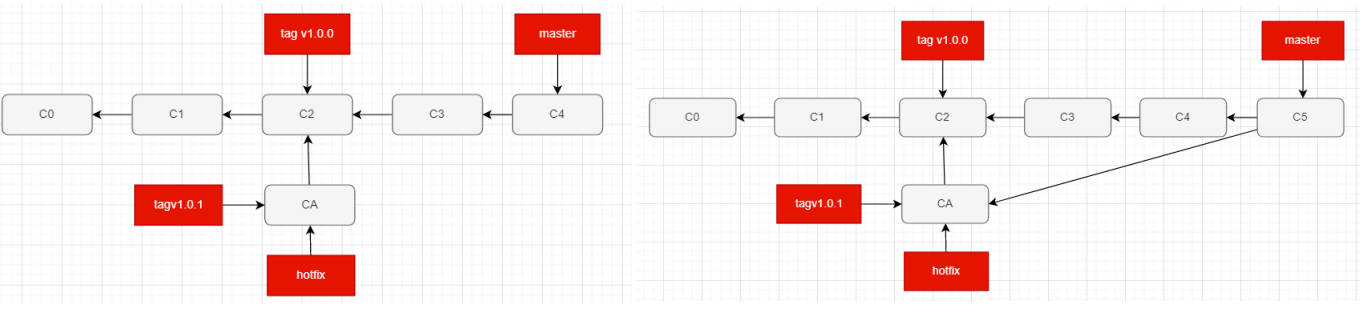 tag v1.0.0
master
C0
C1
C2
C3
C4
tagv1.0.1
CA
hotfix
tag v1.0.0
master
C0
C1
C2
C3
C4
C5
tagv1.0.1
CA
hotfix